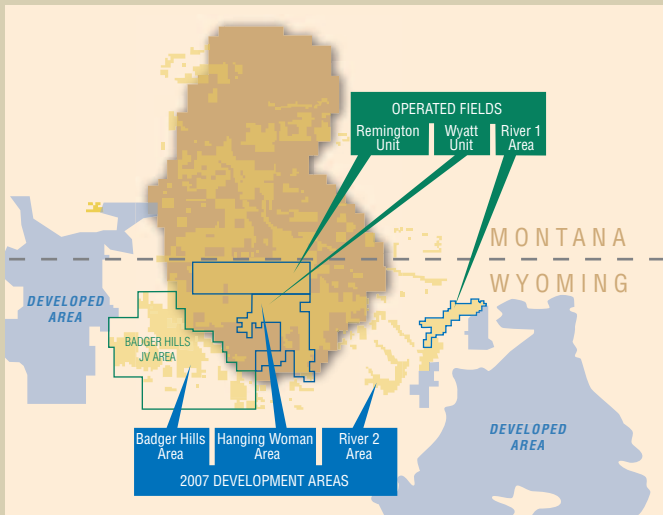 OPERATED FIELDS
Remington
Unit
Wyatt
Unit
River 1
Area
MONTANA
WYOMING
DEVELOPED
AREA
BADGER HILLS
JV AREA
Badger Hills
Area
Hanging Woman
Area
River 2
Area
2007 DEVELOPMENT AREAS
DEVELOPED
AREA